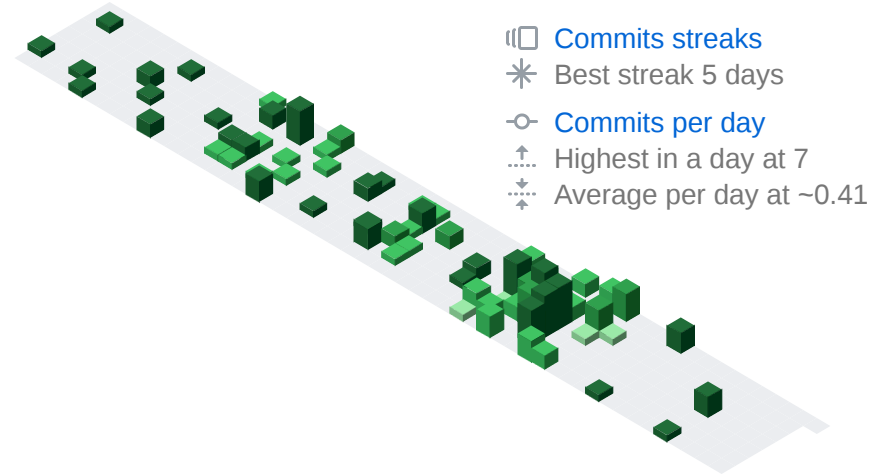 Commits streaks
Best streak 5 days
Commits per day
Highest in a day at 7
Average per day at ~0.41